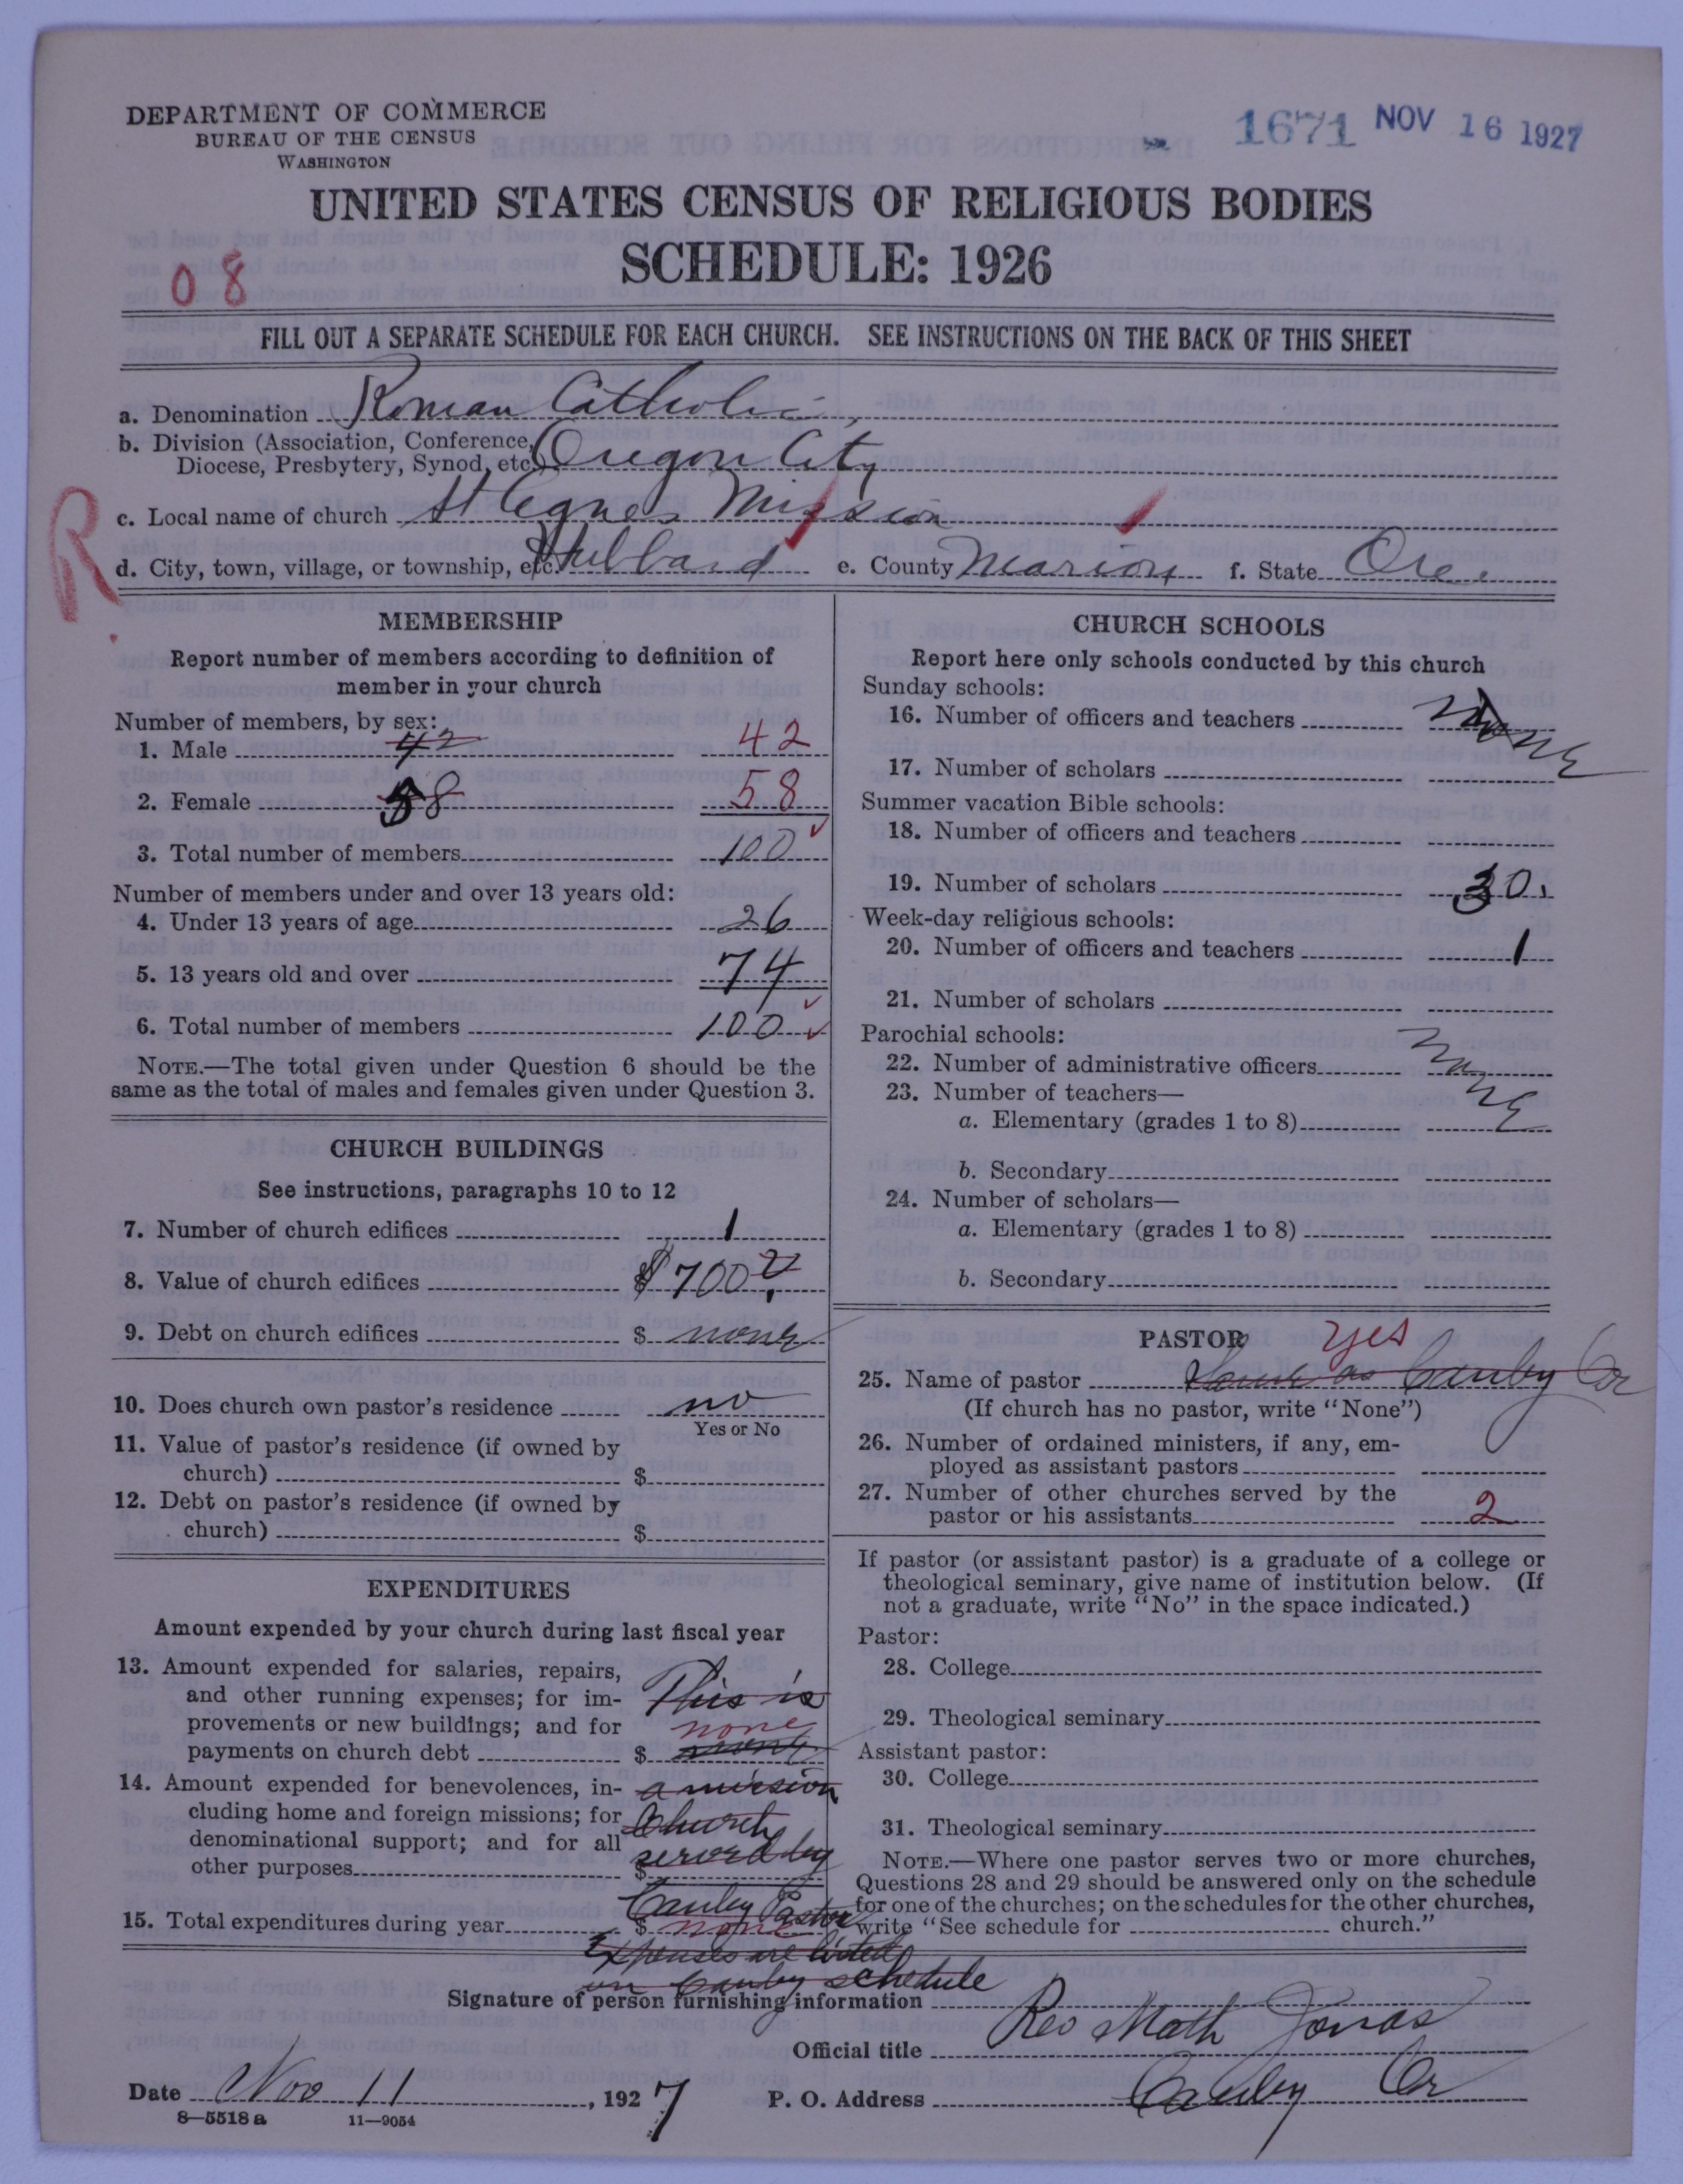 DEPARTMENT OF COMMERCE
BUREAU OF THE CENSUS
WASHINGTON
1671 NOV 16 1927
UNITED STATES CENSUS OF RELIGIOUS BODIES
SCHEDULE: 1926
08
FILL OUT A SEPARATE SCHEDULE FOR EACH CHURCH. SEE INSTRUCTIONS ON THE BACK OF THIS SHEET
a. Denomination Roman Catholic
b. Division (Association, Conference,
Diocese, Presbytery, Synod, etc.) Oregon City
R.
c. Local name of church St Agnes Mission
d. City, town, village, or township, etc. Hubbard e. County Marion f. State Ore.
MEMBERSHIP
Report number of members according to definition of
member in your church
Number of members, by sex:
1. Male 42 42
2. Female 58 58
3. Total number of members 100
Number of members under and over 13 years old:
4. Under 13 years of age 26
5. 13 years old and over 74
6. Total number of members 100
NOTE.—The total given under Question 6 should be the
same as the total of males and females given under Question 3.
CHURCH BUILDINGS
See instructions, paragraphs 10 to 12
7. Number of church edifices 1
8. Value of church edifices $ 700
9. Debt on church edifices $ none
10. Does church own pastor's residence no
Yes or No
11. Value of pastor's residence (if owned by
church) $
12. Debt on pastor's residence (if owned by
church) $
EXPENDITURES
Amount expended by your church during last fiscal year
13. Amount expended for salaries, repairs,
and other running expenses; for im- This is
provements or new buildings; and for none
payments on church debt $
14. Amount expended for benevolences, in- a mission
cluding home and foreign missions; for Church
denominational support; and for all served by
other purposes $
Canby Pastor
15. Total expenditures during year $ none
Expenses are listed
on Canby schedule
CHURCH SCHOOLS
Report here only schools conducted by this church
Sunday schools:
16. Number of officers and teachers None
17. Number of scholars
Summer vacation Bible schools:
18. Number of officers and teachers
19. Number of scholars 30.
Week-day religious schools:
20. Number of officers and teachers 1
21. Number of scholars
Parochial schools:
22. Number of administrative officers None
23. Number of teachers—
a. Elementary (grades 1 to 8)
b. Secondary
24. Number of scholars—
a. Elementary (grades 1 to 8)
b. Secondary
PASTOR yes
25. Name of pastor Same as Canby Or
(If church has no pastor, write "None")
26. Number of ordained ministers, if any, em-
ployed as assistant pastors
27. Number of other churches served by the
pastor or his assistants 2
If pastor (or assistant pastor) is a graduate of a college or
theological seminary, give name of institution below. (If
not a graduate, write "No" in the space indicated.)
Pastor:
28. College
29. Theological seminary
Assistant pastor:
30. College
31. Theological seminary
NOTE.—Where one pastor serves two or more churches,
Questions 28 and 29 should be answered only on the schedule
for one of the churches; on the schedules for the other churches,
write "See schedule for church."
Signature of person furnishing information Rev Math Jonas
Official title
Date Nov 11, 1927 P. O. Address Canby Or
8—5518a 11—9054